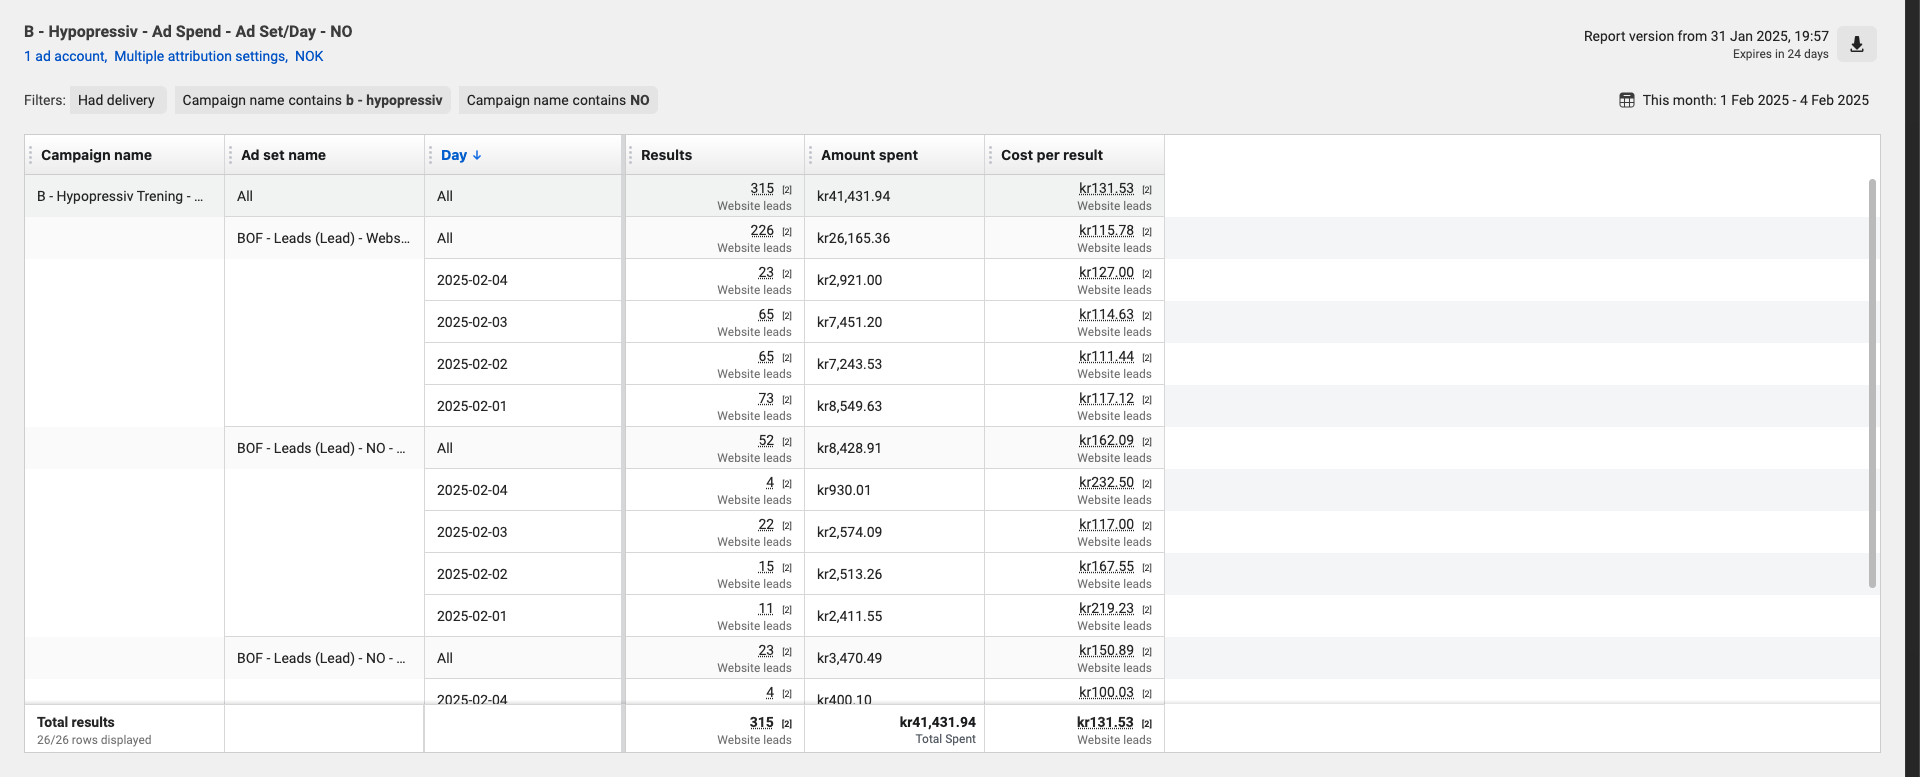 B - Hypopressiv - Ad Spend - Ad Set/Day - NO
1 ad account, Multiple attribution settings, NOK
Report version from 31 Jan 2025, 19:57
Expires in 24 days
Filters: Had delivery Campaign name contains b - hypopressiv Campaign name contains NO
This month: 1 Feb 2025 - 4 Feb 2025
Campaign name Ad set name Day ↓ Results Amount spent Cost per result
B - Hypopressiv Trening - ... All All 315 [2] kr41,431.94 kr131.53 [2]
Website leads Website leads
BOF - Leads (Lead) - Webs... All 226 [2] kr26,165.36 kr115.78 [2]
Website leads Website leads
2025-02-04 23 [2] kr2,921.00 kr127.00 [2]
Website leads Website leads
2025-02-03 65 [2] kr7,451.20 kr114.63 [2]
Website leads Website leads
2025-02-02 65 [2] kr7,243.53 kr111.44 [2]
Website leads Website leads
2025-02-01 73 [2] kr8,549.63 kr117.12 [2]
Website leads Website leads
BOF - Leads (Lead) - NO - ... All 52 [2] kr8,428.91 kr162.09 [2]
Website leads Website leads
2025-02-04 4 [2] kr930.01 kr232.50 [2]
Website leads Website leads
2025-02-03 22 [2] kr2,574.09 kr117.00 [2]
Website leads Website leads
2025-02-02 15 [2] kr2,513.26 kr167.55 [2]
Website leads Website leads
2025-02-01 11 [2] kr2,411.55 kr219.23 [2]
Website leads Website leads
BOF - Leads (Lead) - NO - ... All 23 [2] kr3,470.49 kr150.89 [2]
Website leads Website leads
2025-02-04 4 [2] kr400.10 kr100.03 [2]
Total results 315 [2] kr41,431.94 kr131.53 [2]
26/26 rows displayed Website leads Total Spent Website leads